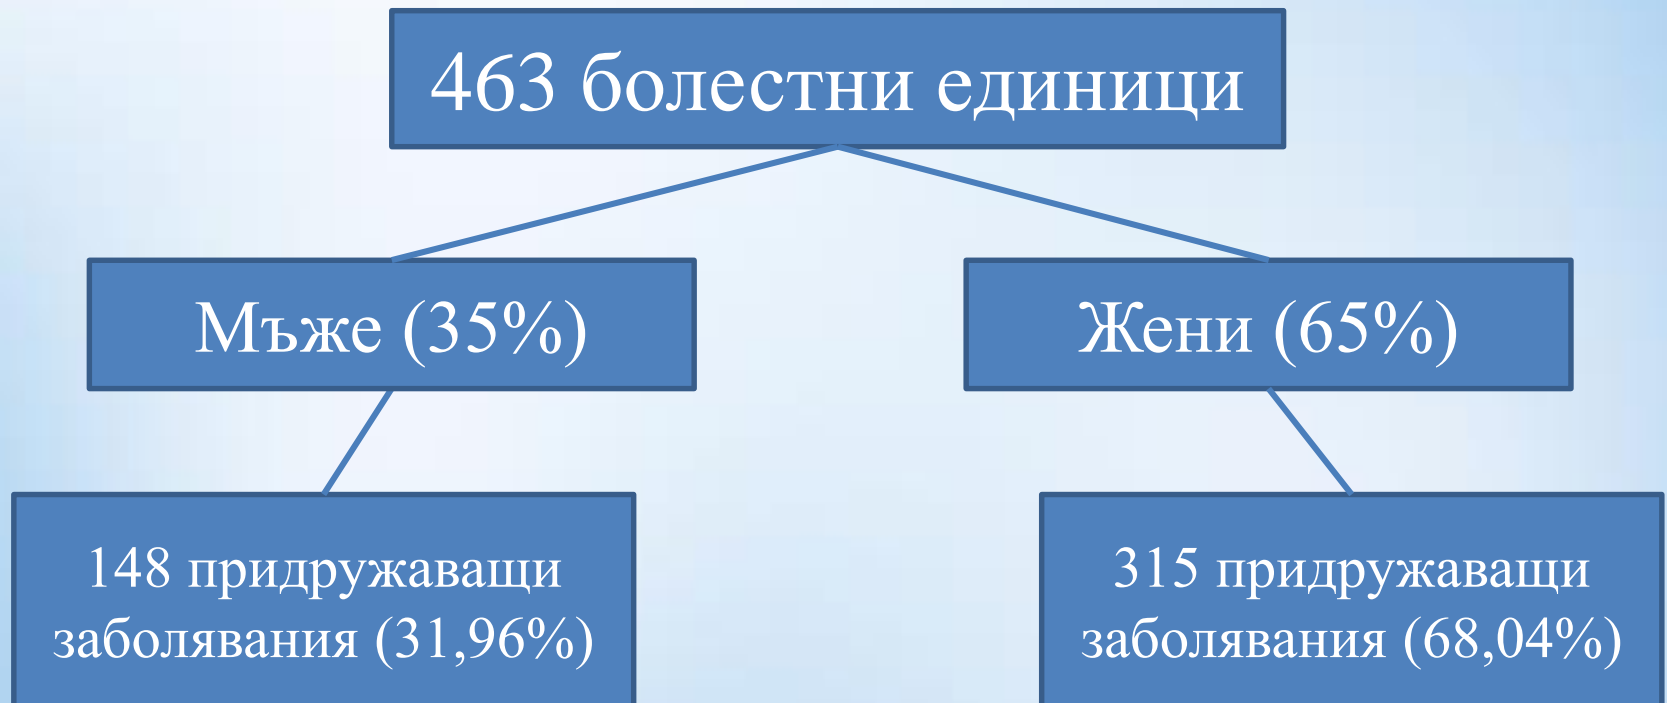 463 болестни единици
Мъже (35%)
Жени (65%)
148 придружаващи
заболявания (31,96%)
315 придружаващи
заболявания (68,04%)